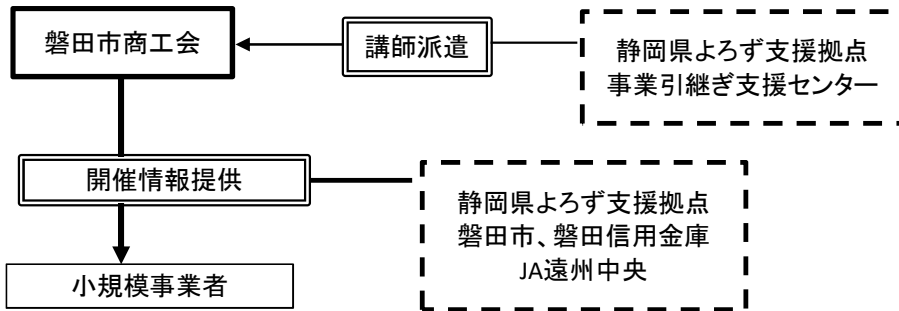 磐田市商工会
講師派遣
静岡県よろず支援拠点
事業引継ぎ支援センター
開催情報提供
静岡県よろず支援拠点
磐田市、磐田信用金庫
JA遠州中央
小規模事業者